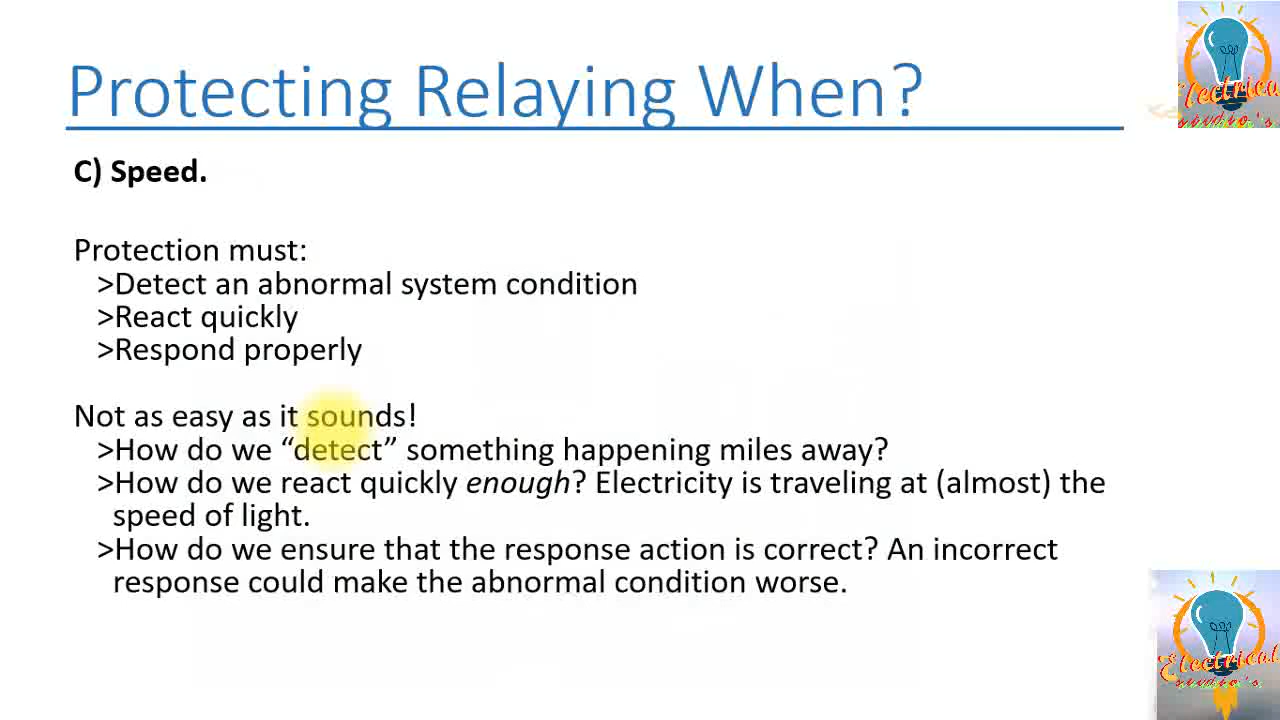 Protecting Relaying When?
Electrical
studio's
C) Speed.
Protection must:
>Detect an abnormal system condition
>React quickly
>Respond properly
Not as easy as it sounds!
>How do we “detect” something happening miles away?
>How do we react quickly enough? Electricity is traveling at (almost) the
speed of light.
>How do we ensure that the response action is correct? An incorrect
response could make the abnormal condition worse.
Electrical
studio's